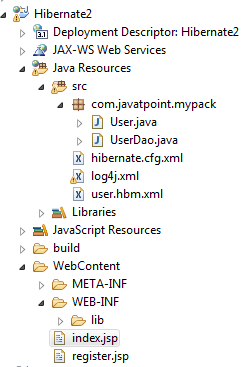 Hibernate2
Deployment Descriptor: Hibernate2
JAX-WS Web Services
Java Resources
src
com.javatpoint.mypack
User.java
UserDao.java
hibernate.cfg.xml
log4j.xml
user.hbm.xml
Libraries
JavaScript Resources
build
WebContent
META-INF
WEB-INF
lib
index.jsp
register.jsp